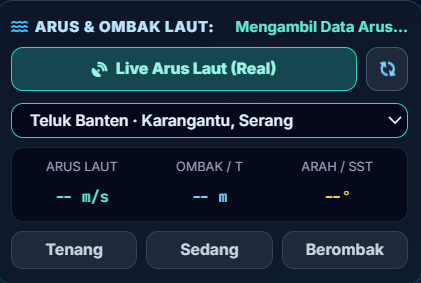 ARUS & OMBAK LAUT: Mengambil Data Arus...
Live Arus Laut (Real)
Teluk Banten · Karangantu, Serang
ARUS LAUT OMBAK / T ARAH / SST
-- m/s -- m --°
Tenang Sedang Berombak